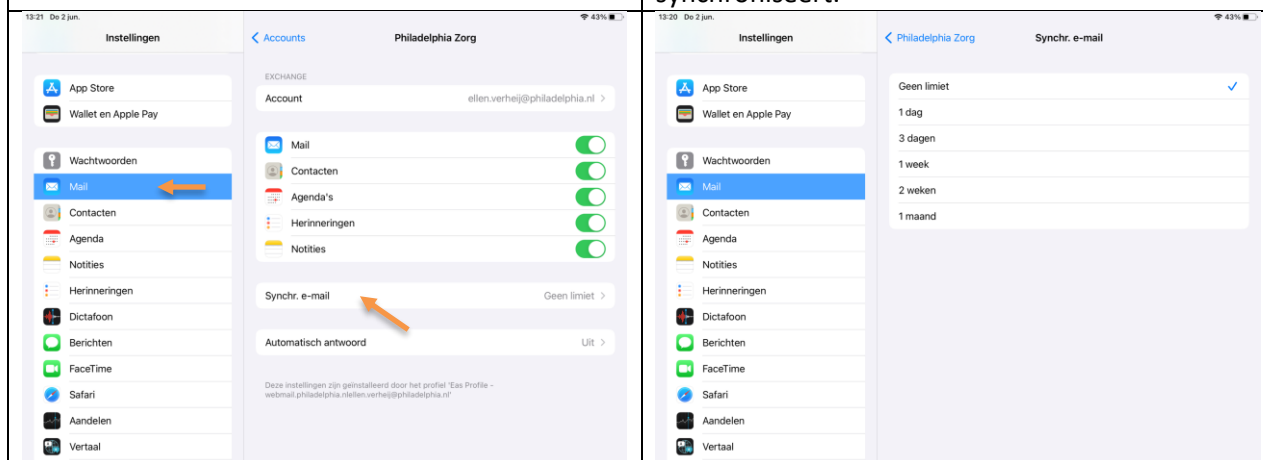 synchroniseert.
13:21 Do 2 jun.
43%
Instellingen
App Store
Wallet en Apple Pay
Wachtwoorden
Mail
Contacten
Agenda
Notities
Herinneringen
Dictafoon
Berichten
FaceTime
Safari
Aandelen
Vertaal
Accounts
Philadelphia Zorg
EXCHANGE
Account ellen.verheij@philadelphia.nl
Mail
Contacten
Agenda's
Herinneringen
Notities
Synchr. e-mail Geen limiet
Automatisch antwoord Uit
Deze instellingen zijn geïnstalleerd door het profiel 'Eas Profile -
webmail.philadelphia.nlellen.verheij@philadelphia.nl'
13:20 Do 2 jun.
43%
Instellingen
App Store
Wallet en Apple Pay
Wachtwoorden
Mail
Contacten
Agenda
Notities
Herinneringen
Dictafoon
Berichten
FaceTime
Safari
Aandelen
Vertaal
Philadelphia Zorg
Synchr. e-mail
Geen limiet
1 dag
3 dagen
1 week
2 weken
1 maand